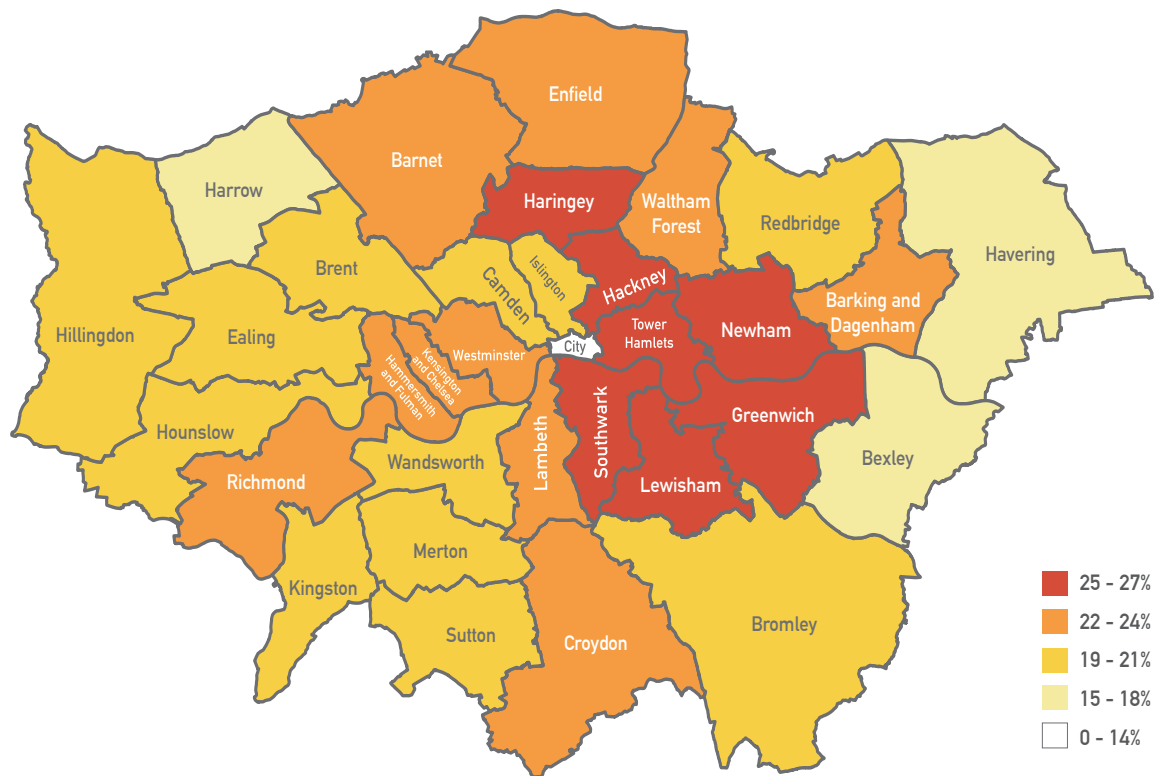 Enfield
Barnet
Harrow
Haringey
Waltham
Forest
Redbridge
Havering
Brent
Camden
Islington
Hackney
Hillingdon
Ealing
Tower
Hamlets
Newham
Barking and
Dagenham
City
Westminster
Kensington
and Chelsea
Hammersmith
and Fulman
Hounslow
Richmond
Wandsworth
Lambeth
Southwark
Lewisham
Greenwich
Bexley
Merton
Kingston
Sutton
Croydon
Bromley
25 - 27%
22 - 24%
19 - 21%
15 - 18%
0 - 14%